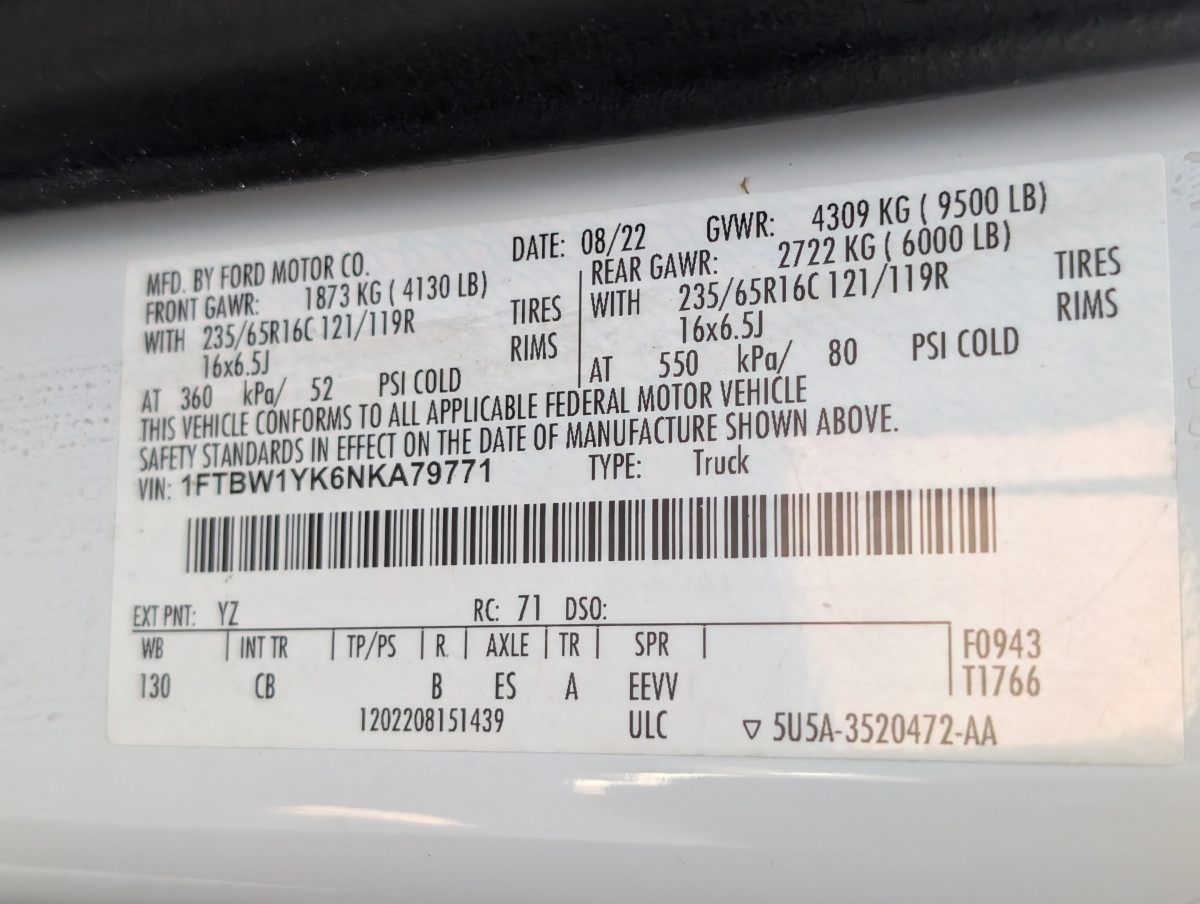 MFD. BY FORD MOTOR CO. DATE: 08/22 GVWR: 4309 KG ( 9500 LB)
FRONT GAWR: 1873 KG ( 4130 LB) REAR GAWR: 2722 KG ( 6000 LB)
WITH 235/65R16C 121/119R TIRES WITH 235/65R16C 121/119R TIRES
16x6.5J RIMS 16x6.5J RIMS
AT 360 kPa/ 52 PSI COLD AT 550 kPa/ 80 PSI COLD
THIS VEHICLE CONFORMS TO ALL APPLICABLE FEDERAL MOTOR VEHICLE
SAFETY STANDARDS IN EFFECT ON THE DATE OF MANUFACTURE SHOWN ABOVE.
VIN: 1FTBW1YK6NKA79771 TYPE: Truck
EXT PNT: YZ RC: 71 DSO:
WB INT TR TP/PS R AXLE TR SPR F0943
130 CB B ES A EEVV T1766
1202208151439 ULC ▽ 5U5A-3520472-AA